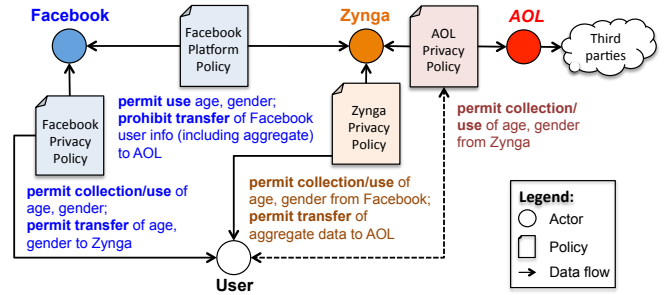 Facebook
Zynga
AOL
Facebook
Platform
Policy
AOL
Privacy
Policy
Third
parties
Facebook
Privacy
Policy
permit use age, gender;
prohibit transfer of Facebook
user info (including aggregate)
to AOL
Zynga
Privacy
Policy
permit collection/
use of age, gender
from Zynga
permit collection/use of
age, gender;
permit transfer of age,
gender to Zynga
permit collection/use of
age, gender from Facebook;
permit transfer of
aggregate data to AOL
User
Legend:
Actor
Policy
Data flow